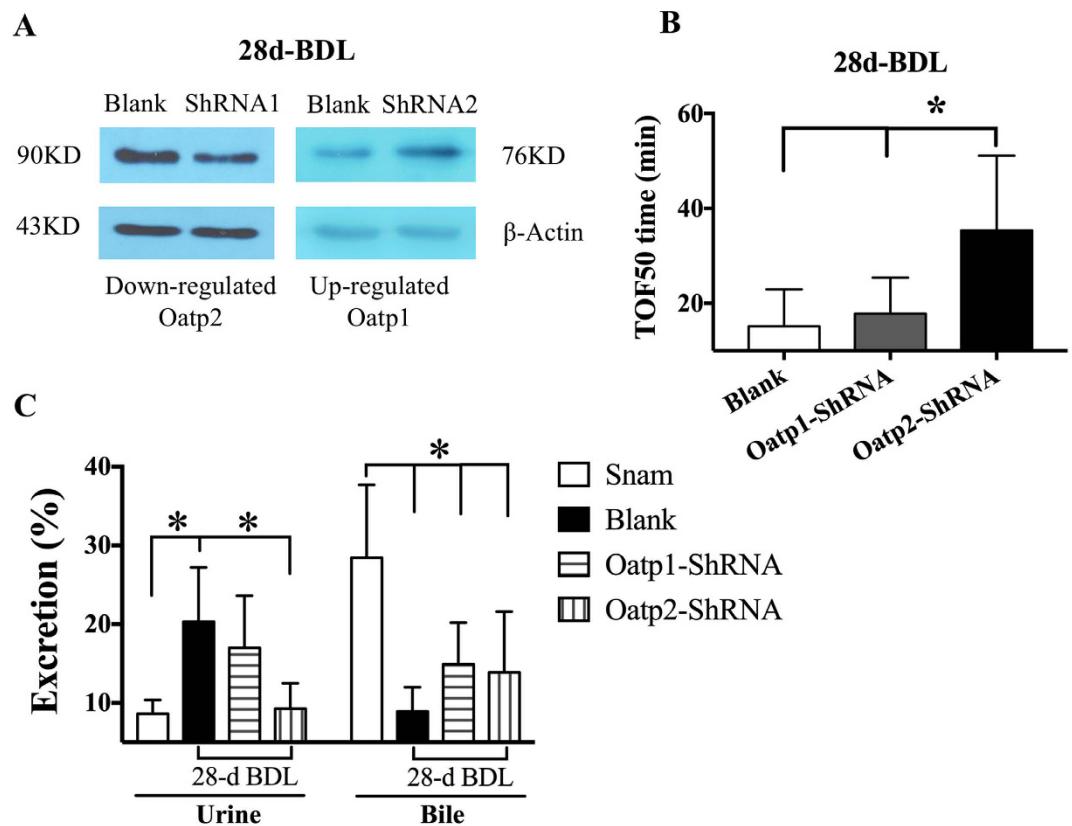 A
28d-BDL
Blank ShRNA1 Blank ShRNA2
90KD 76KD
43KD β-Actin
Down-regulated
Oatp2
Up-regulated
Oatp1
B
28d-BDL
*
TOF50 time (min)
60
40
20
Blank
Oatp1-ShRNA
Oatp2-ShRNA
C
Excretion (%)
40
30
20
10
* *
*
28-d BDL 28-d BDL
Urine Bile
Snam
Blank
Oatp1-ShRNA
Oatp2-ShRNA